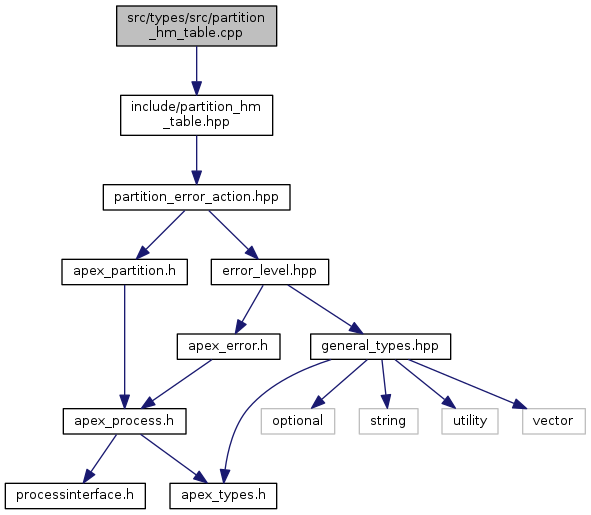 src/types/src/partition
_hm_table.cpp
include/partition_hm
_table.hpp
partition_error_action.hpp
apex_partition.h
error_level.hpp
apex_error.h
general_types.hpp
apex_process.h
optional
string
utility
vector
processinterface.h
apex_types.h